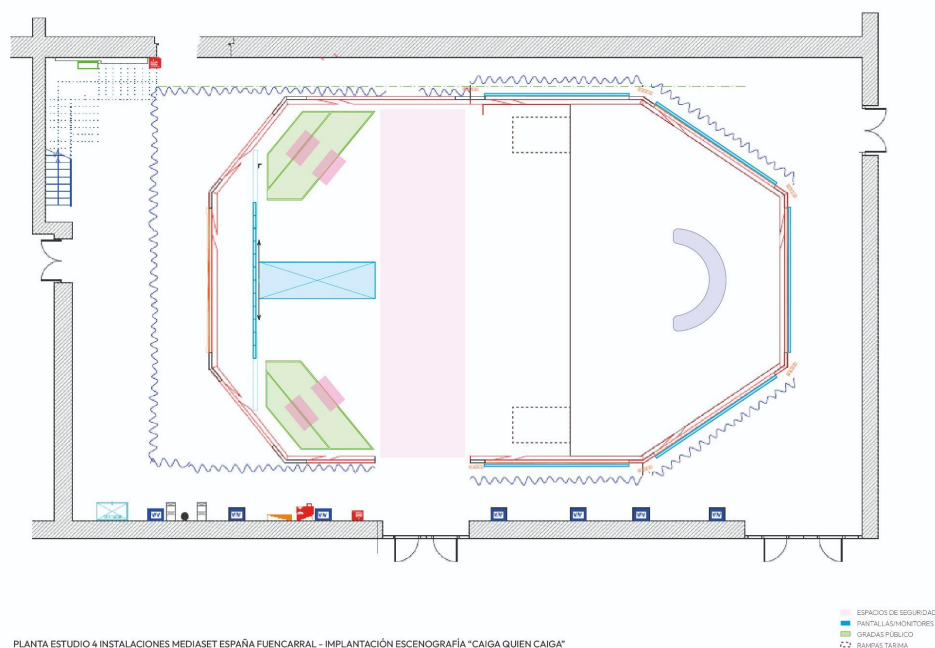 ESPACIOS DE SEGURIDAD
PANTALLAS/MONITORES
GRADAS PÚBLICO
RAMPAS TARIMA
PLANTA ESTUDIO 4 INSTALACIONES MEDIASET ESPAÑA FUENCARRAL - IMPLANTACIÓN ESCENOGRAFÍA "CAIGA QUIEN CAIGA"